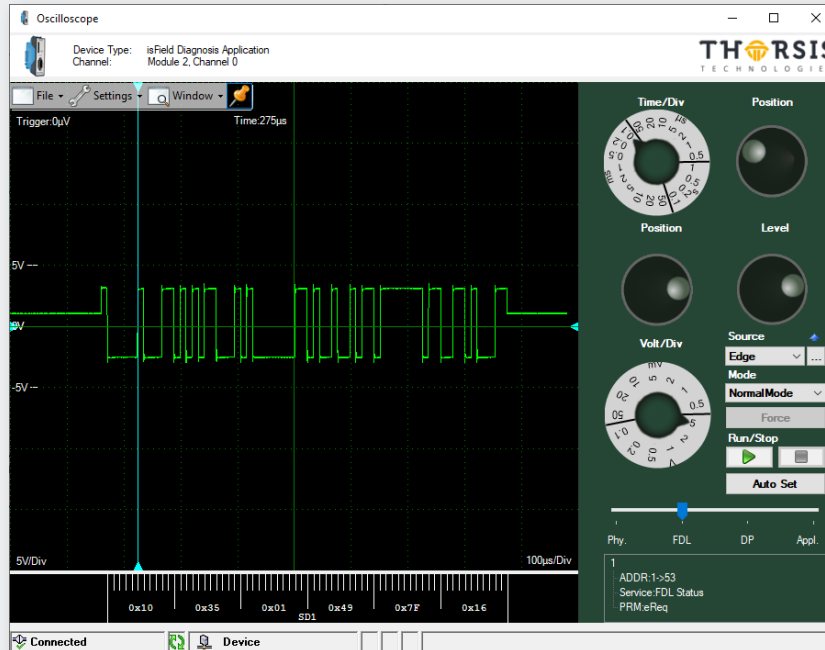 Oscilloscope
Device Type: isField Diagnosis Application
Channel: Module 2, Channel 0
THORSIS
TECHNOLOGIE
File
Settings
Window
Trigger:0µV
Time:275µs
5V
0V
-5V
5V/Div
100µs/Div
0x10 0x35 0x01 0x49 0x7F 0x16
SD1
Time/Div
Position
µs
ms
Position
Level
Volt/Div
mV
V
Source
Edge
...
Mode
NormalMode
Force
Run/Stop
Auto Set
Phy. FDL DP Appl.
1
ADDR:1->53
Service:FDL Status
PRM:eReq
Connected
Device